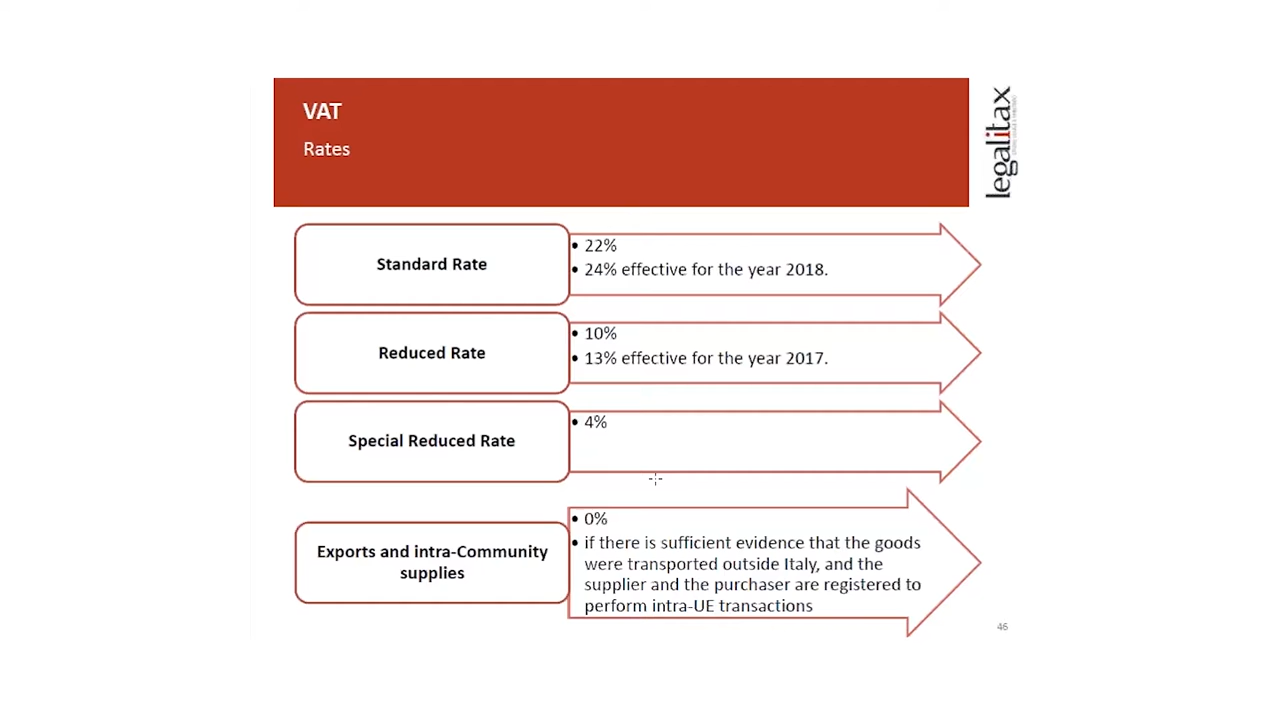 VAT
Rates
legalitax
Standard Rate
• 22%
• 24% effective for the year 2018.
Reduced Rate
• 10%
• 13% effective for the year 2017.
Special Reduced Rate
• 4%
Exports and intra-Community
supplies
• 0%
• if there is sufficient evidence that the goods
were transported outside Italy, and the
supplier and the purchaser are registered to
perform intra-UE transactions
46